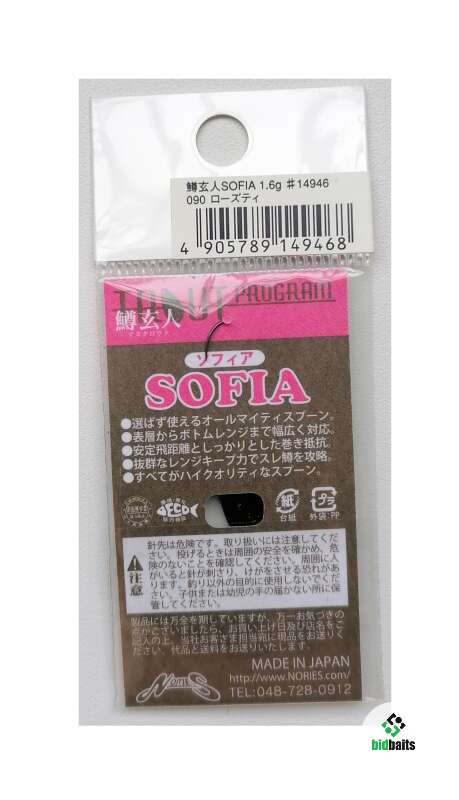 鱒玄人SOFIA 1.6g #14946
090 ローズティ
4 905789 149468
TROUT PROGRAM
鱒玄人
マスクロウト
ソフィア
SOFIA
●選ばず使えるオールマイティスプーン。
●表層からボトムレンジまで幅広く対応。
●安定飛距離としっかりとした巻き抵抗。
●抜群なレンジキープ力でスレ鱒を攻略。
●すべてがハイクオリティなスプーン。
ECO
紙 プラ
台紙 外袋:PP
注意
針先は危険です。取り扱いには注意してくださ
い。投げるときは周囲の安全を確かめ、危
険のないことを確認してください。周囲に人
がいると針が刺さり、けがをさせる恐れがあ
ります。釣り以外の目的に使用しないでくだ
さい。子供または幼児の手の届かない所に保
管してください。
製品には万全を期していますが、万一お気づきの
点がございましたら、お買い上げ日及び店名をご
記入の上、当社お客さま担当宛に現品をお送りく
ださい。代品と送料をお送りいたします。
MADE IN JAPAN
http://www.NORIES.com/
TEL:048-728-0912
NORIES
bidbaits